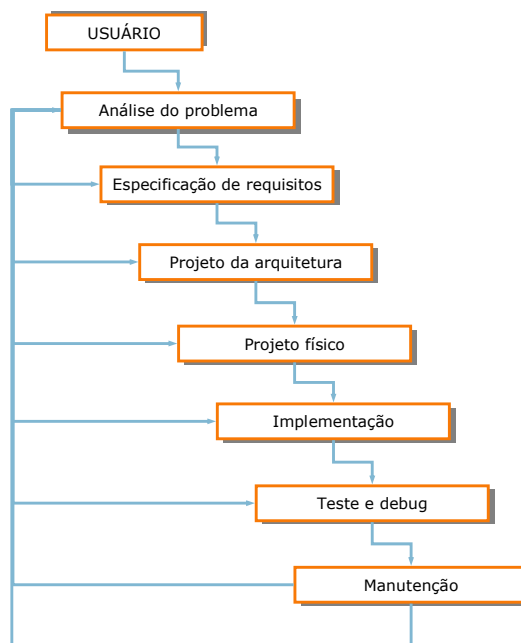 USUÁRIO
Análise do problema
Especificação de requisitos
Projeto da arquitetura
Projeto físico
Implementação
Teste e debug
Manutenção